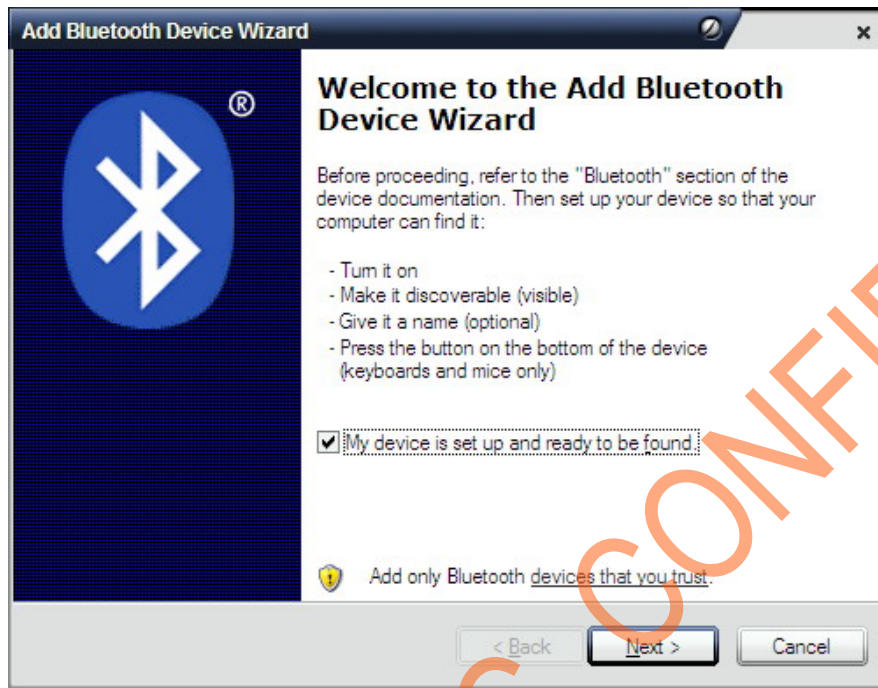 Add Bluetooth Device Wizard
®
Welcome to the Add Bluetooth
Device Wizard
Before proceeding, refer to the "Bluetooth" section of the
device documentation. Then set up your device so that your
computer can find it:
- Turn it on
- Make it discoverable (visible)
- Give it a name (optional)
- Press the button on the bottom of the device
(keyboards and mice only)
My device is set up and ready to be found.
Add only Bluetooth devices that you trust.
< Back
Next >
Cancel